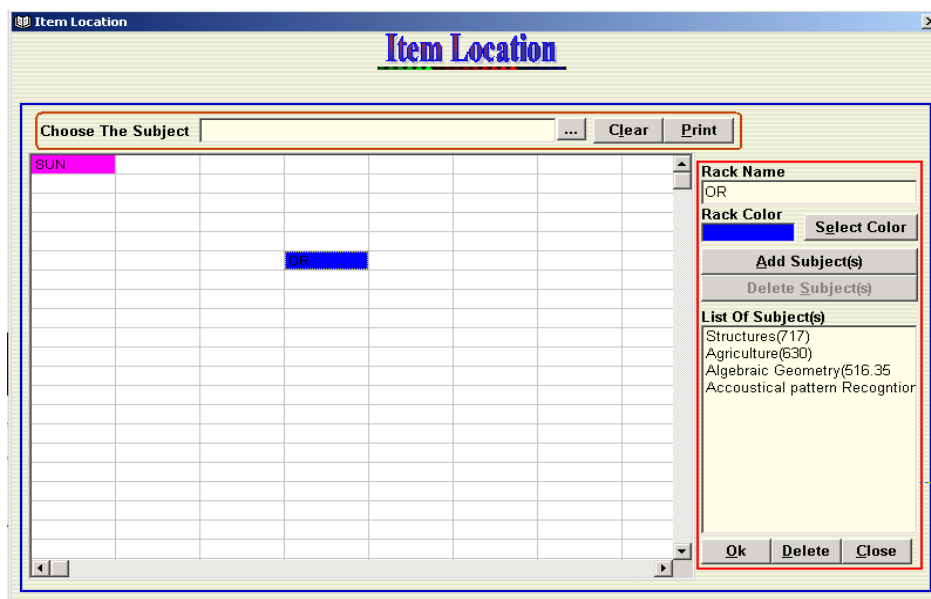 Item Location
Item Location
Choose The Subject ... Clear Print
SUN
OR
Rack Name
OR
Rack Color
Select Color
Add Subject(s)
Delete Subject(s)
List Of Subject(s)
Structures(717)
Agriculture(630)
Algebraic Geometry(516.35
Accoustical pattern Recogntior
Ok Delete Close